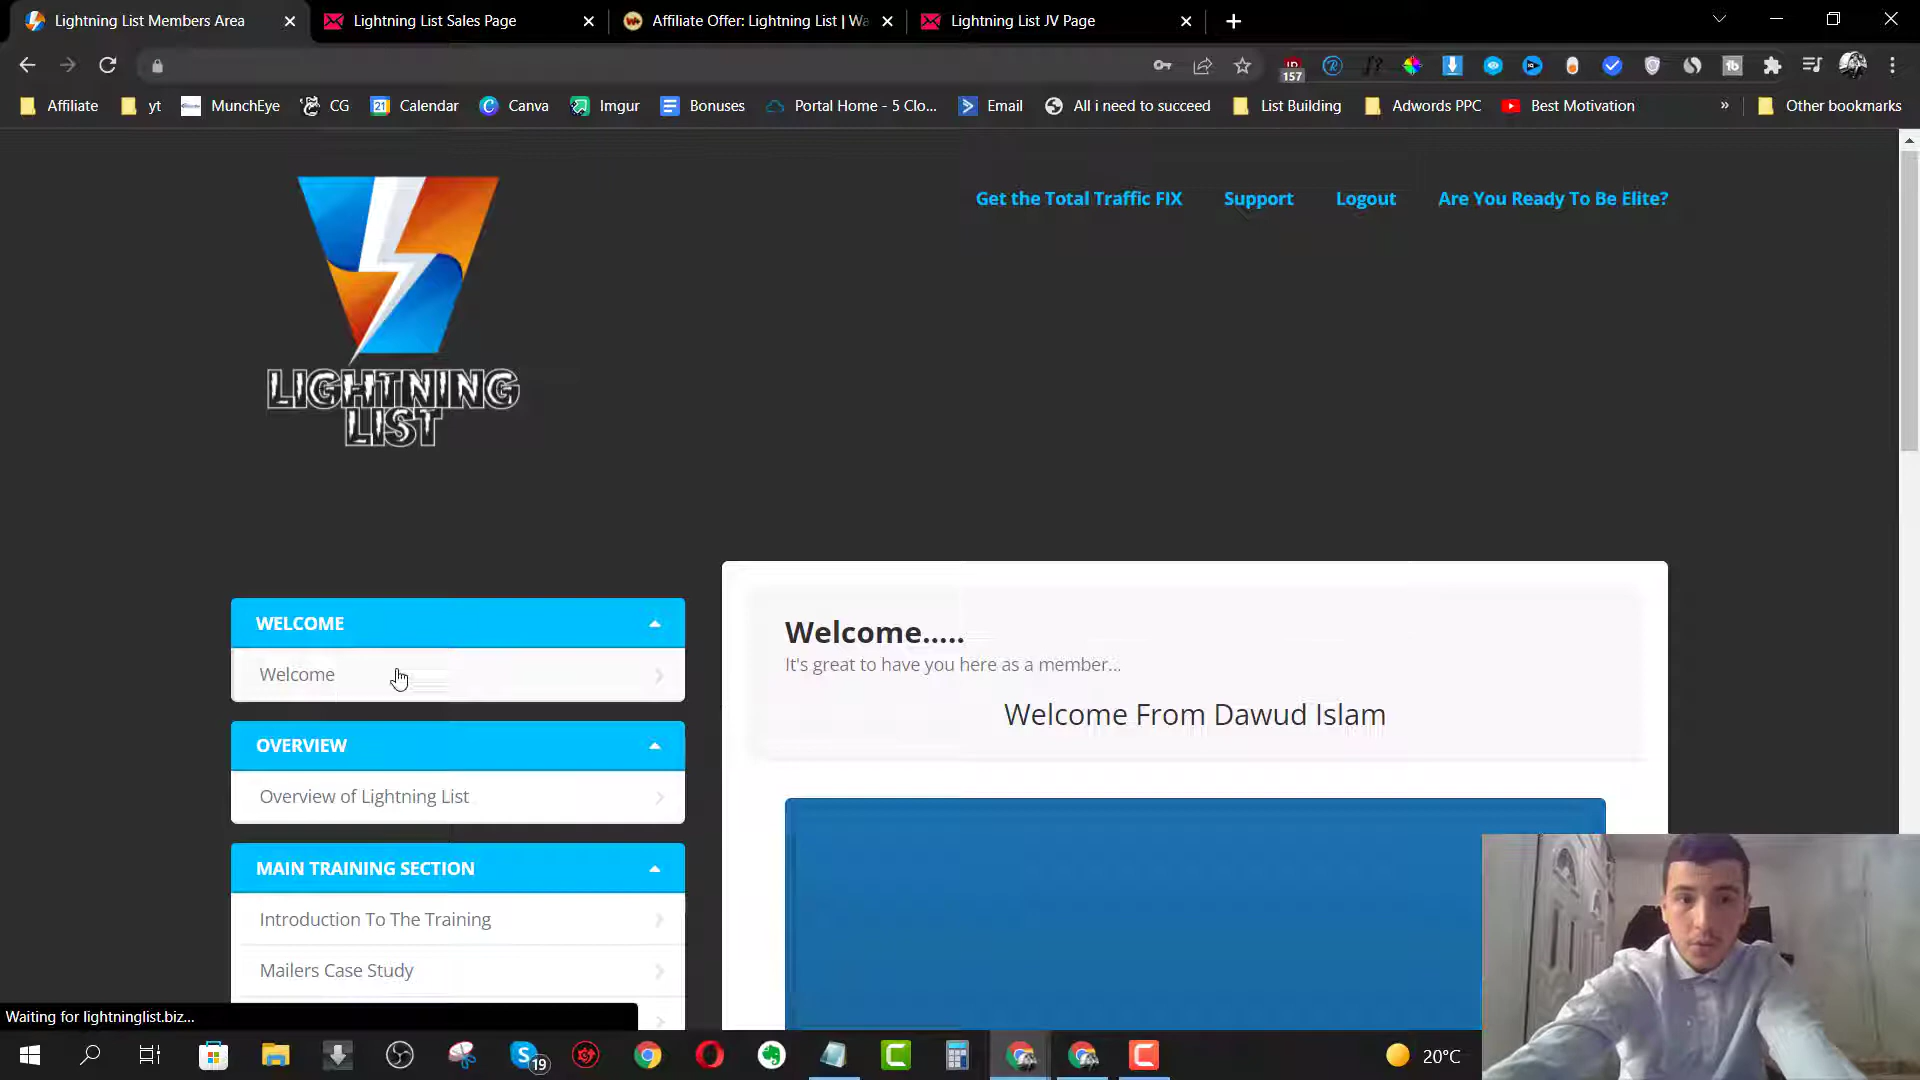 Lightning List Members Area
Lightning List Sales Page
Affiliate Offer: Lightning List | Wa
Lightning List JV Page
157
Affiliate
yt
MunchEye
CG
Calendar
Canva
Imgur
Bonuses
Portal Home - 5 Clo...
Email
All i need to succeed
List Building
Adwords PPC
Best Motivation
»
Other bookmarks
Get the Total Traffic FIX
Support
Logout
Are You Ready To Be Elite?
LIGHTNING
LIST
WELCOME
Welcome
OVERVIEW
Overview of Lightning List
MAIN TRAINING SECTION
Introduction To The Training
Mailers Case Study
Welcome.....
It's great to have you here as a member...
Welcome From Dawud Islam
Waiting for lightninglist.biz...
19
20°C